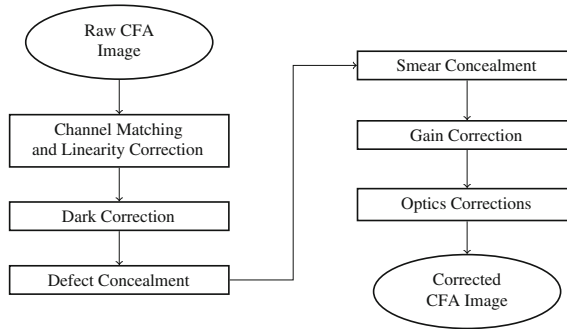 Raw CFA
Image
Channel Matching
and Linearity Correction
Dark Correction
Defect Concealment
Smear Concealment
Gain Correction
Optics Corrections
Corrected
CFA Image